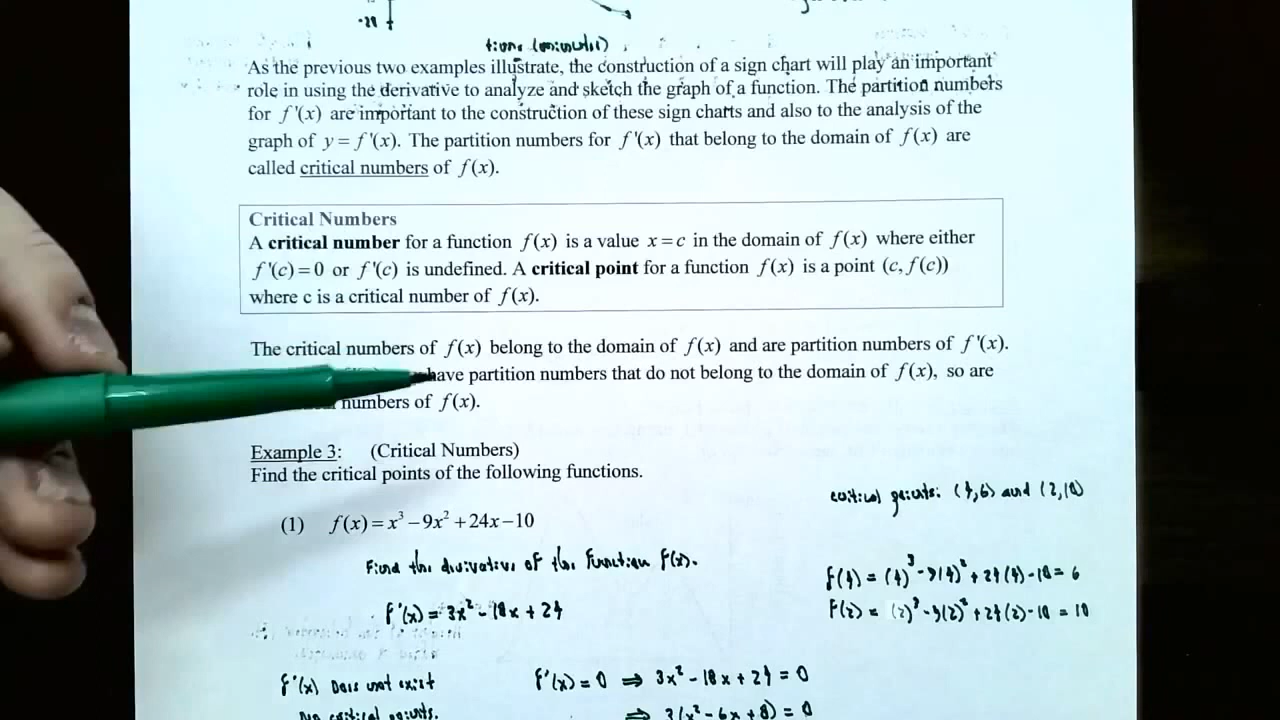 -20
As the previous two examples illustrate, the construction of a sign chart will play an important
role in using the derivative to analyze and sketch the graph of a function. The partition numbers
for f'(x) are important to the construction of these sign charts and also to the analysis of the
graph of y = f'(x). The partition numbers for f'(x) that belong to the domain of f(x) are
called critical numbers of f(x).
Critical Numbers
A critical number for a function f(x) is a value x = c in the domain of f(x) where either
f'(c) = 0 or f'(c) is undefined. A critical point for a function f(x) is a point (c, f(c))
where c is a critical number of f(x).
The critical numbers of f(x) belong to the domain of f(x) and are partition numbers of f'(x).
have partition numbers that do not belong to the domain of f(x), so are
numbers of f(x).
Example 3: (Critical Numbers)
Find the critical points of the following functions.
critical points: (4,6) and (2,10)
(1) f(x) = x³ − 9x² + 24x − 10
Find the derivative of the function f(x).
f'(x) = 3x² - 18x + 24
f(4) = (4)³ - 9(4)² + 24(4) - 10 = 6
f(2) = (2)³ - 9(2)² + 24(2) - 10 = 10
f'(x) Does not exist
No critical points.
f'(x) = 0 ⇒ 3x² - 18x + 24 = 0
⇒ 3(x² - 6x + 8) = 0